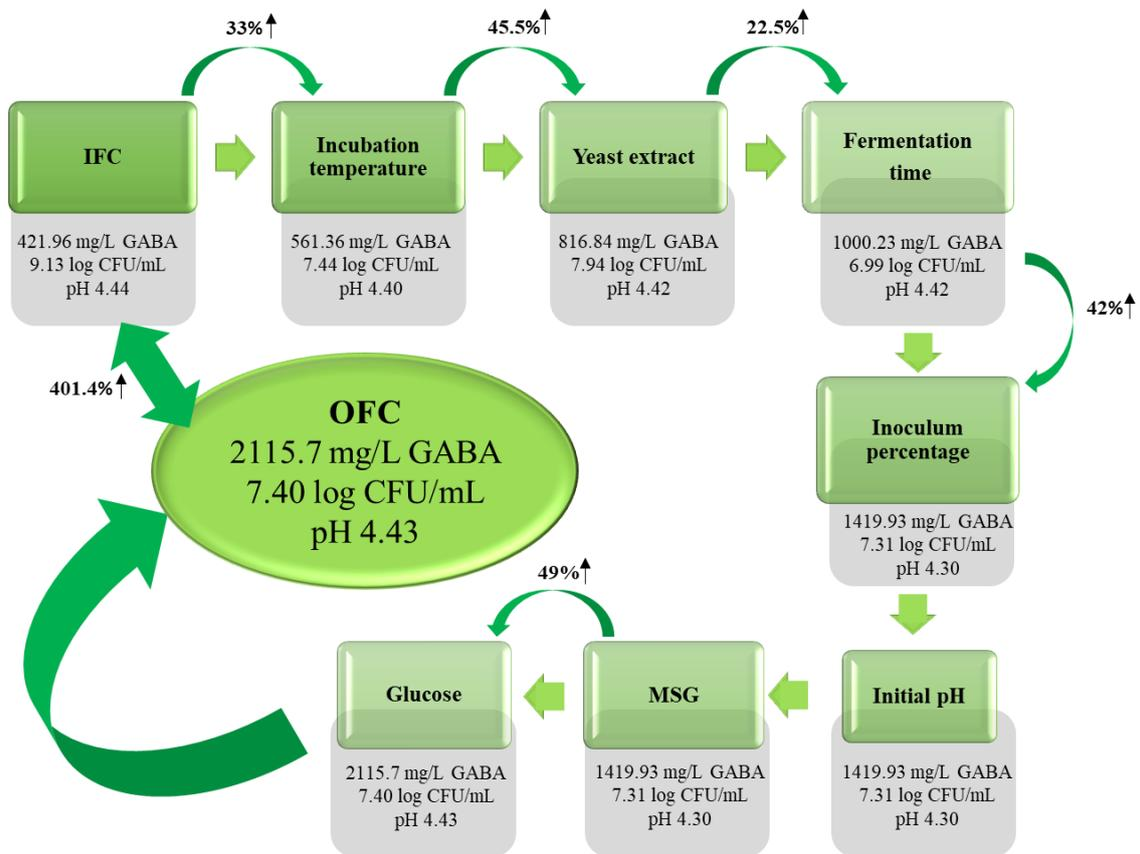 33%↑
45.5%↑
22.5%↑
IFC
421.96 mg/L GABA
9.13 log CFU/mL
pH 4.44
Incubation
temperature
561.36 mg/L GABA
7.44 log CFU/mL
pH 4.40
Yeast extract
816.84 mg/L GABA
7.94 log CFU/mL
pH 4.42
Fermentation
time
1000.23 mg/L GABA
6.99 log CFU/mL
pH 4.42
42%↑
Inoculum
percentage
1419.93 mg/L GABA
7.31 log CFU/mL
pH 4.30
Initial pH
1419.93 mg/L GABA
7.31 log CFU/mL
pH 4.30
MSG
1419.93 mg/L GABA
7.31 log CFU/mL
pH 4.30
49%↑
Glucose
2115.7 mg/L GABA
7.40 log CFU/mL
pH 4.43
OFC
2115.7 mg/L GABA
7.40 log CFU/mL
pH 4.43
401.4%↑